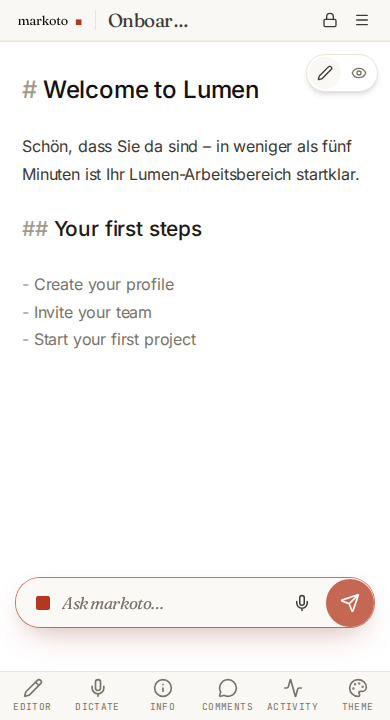 markoto
Onboar...
# Welcome to Lumen
Schön, dass Sie da sind – in weniger als fünf
Minuten ist Ihr Lumen-Arbeitsbereich startklar.
## Your first steps
- Create your profile
- Invite your team
- Start your first project
Ask markoto...
EDITOR DICTATE INFO COMMENTS ACTIVITY THEME